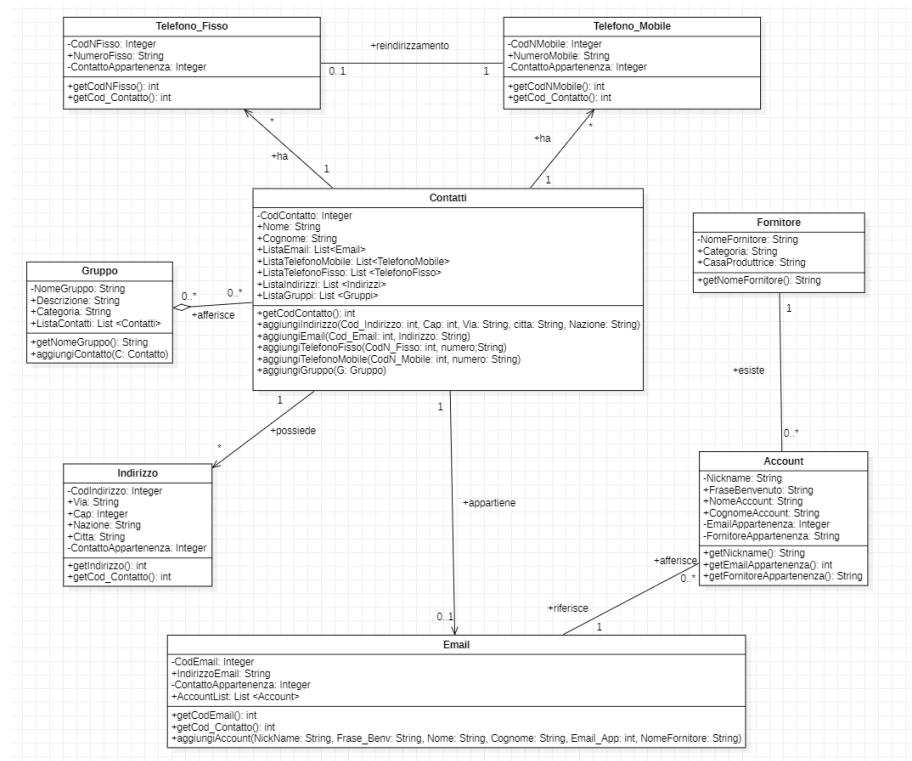 Telefono_Fisso
-CodNFisso: Integer
+NumeroFisso: String
-ContattoAppartenenza: Integer
+getCodNFisso(): int
+getCod_Contatto(): int
+reindirizzamento
0..1
1
Telefono_Mobile
-CodNMobile: Integer
+NumeroMobile: String
-ContattoAppartenenza: Integer
+getCodNMobile(): int
+getCod_Contatto(): int
*
+ha
1
*
+ha
1
Contatti
-CodContatto: Integer
+Nome: String
+Cognome: String
+ListaEmail: List<Email>
+ListaTelefonoMobile: List<TelefonoMobile>
+ListaTelefonoFisso: List <TelefonoFisso>
+ListaIndirizzi: List <Indirizzi>
+ListaGruppi: List <Gruppi>
+getCodContatto(): int
+aggiungiIndirizzo(Cod_Indirizzo: int, Cap: int, Via: String, citta: String, Nazione: String)
+aggiungiEmail(Cod_Email: int, Indirizzo: String)
+aggiungiTelefonoFisso(CodN_Fisso: int, numero;String)
+aggiungiTelefonoMobile(CodN_Mobile: int, numero: String)
+aggiungiGruppo(G: Gruppo)
Gruppo
-NomeGruppo: String
+Descrizione: String
+Categoria: String
+ListaContatti: List <Contatti>
+getNomeGruppo(): String
+aggiungiContatto(C: Contatto)
0..*
0..*
+afferisce
Fornitore
-NomeFornitore: String
+Categoria: String
+CasaProduttrice: String
+getNomeFornitore(): String
1
+esiste
0..*
1
+possiede
*
Indirizzo
-CodIndirizzo: Integer
+Via: String
+Cap: Integer
+Nazione: String
+Citta: String
-ContattoAppartenenza: Integer
+getIndirizzo(): int
+getCod_Contatto(): int
1
+appartiene
0..1
Account
-Nickname: String
+FraseBenvenuto: String
+NomeAccount: String
+CognomeAccount: String
-EmailAppartenenza: Integer
-FornitoreAppartenenza: String
+getNickname(): String
+getEmailAppartenenza(): int
+getFornitoreAppartenenza(): String
+afferisce
0..*
+riferisce
1
Email
-CodEmail: Integer
+IndirizzoEmail: String
-ContattoAppartenenza: Integer
+AccountList: List <Account>
+getCodEmail(): int
+getCod_Contatto(): int
+aggiungiAccount(NickName: String, Frase_Benv: String, Nome: String, Cognome: String, Email_App: int, NomeFornitore: String)